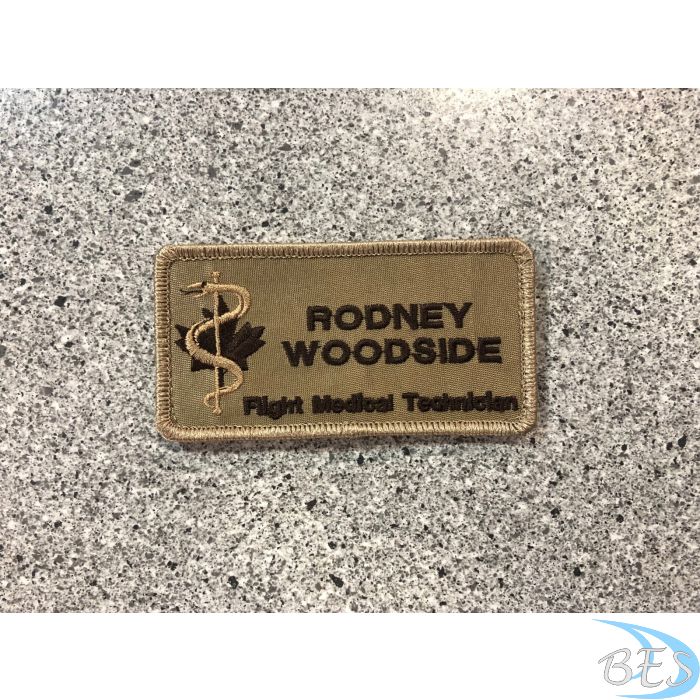 RODNEY
WOODSIDE
Flight Medical Technician
BES